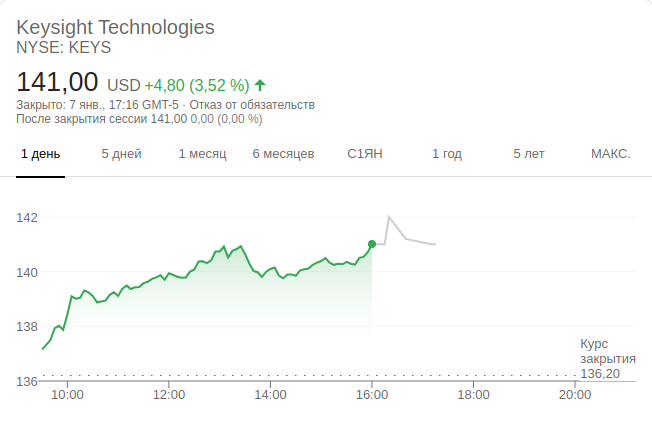 Keysight Technologies
NYSE: KEYS
141,00 USD +4,80 (3,52 %)
Закрыто: 7 янв., 17:16 GMT-5 · Отказ от обязательств
После закрытия сессии 141,00 0,00 (0,00 %)
1 день 5 дней 1 месяц 6 месяцев С1ЯН 1 год 5 лет МАКС.
142
140
138
136
Курс
закрытия
136,20
10:00 12:00 14:00 16:00 18:00 20:00